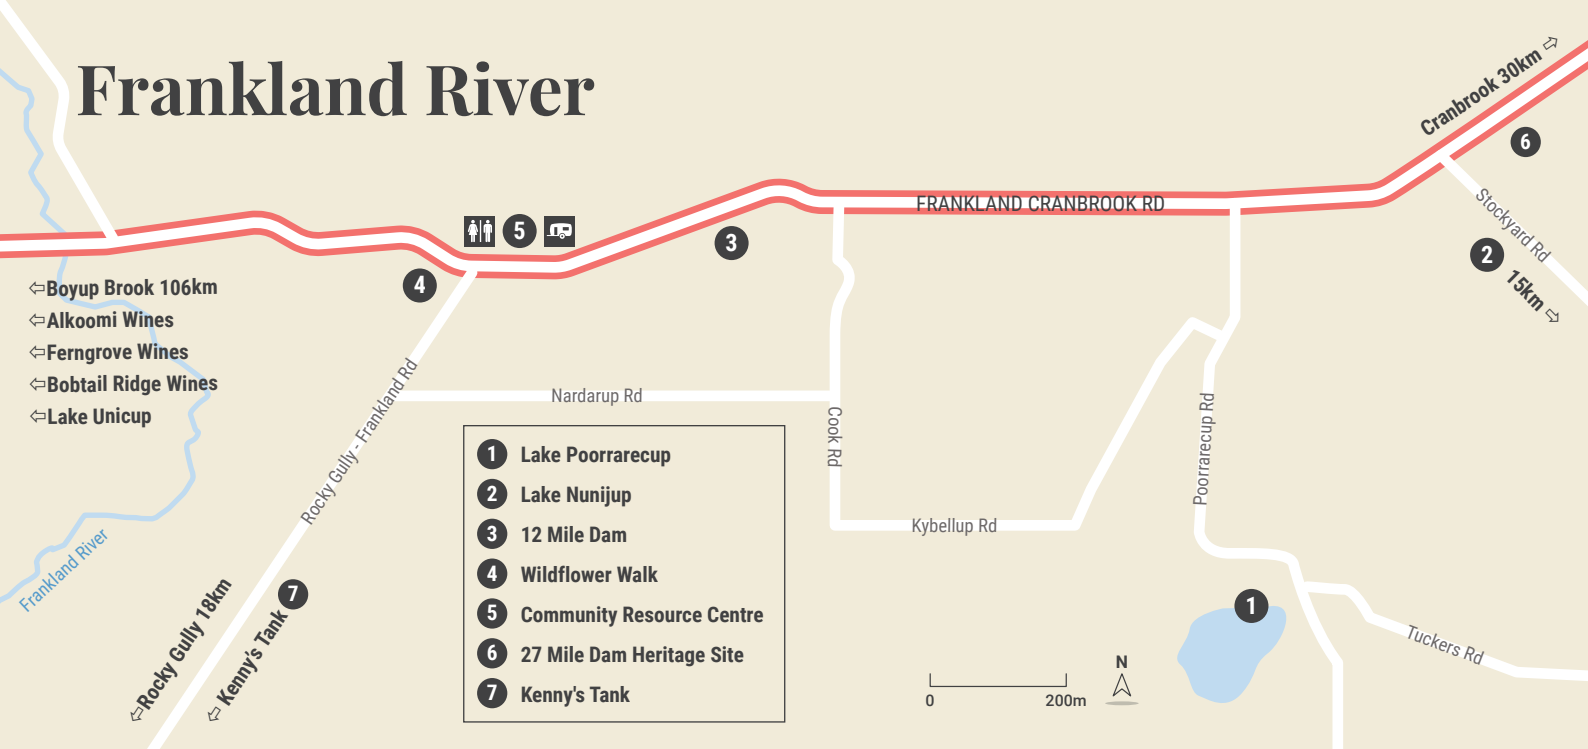 Frankland River
Cranbrook 30km
6
FRANKLAND CRANBROOK RD
Stockyard Rd
2
15km
5
3
4
Boyup Brook 106km
Alkoomi Wines
Ferngrove Wines
Bobtail Ridge Wines
Lake Unicup
Rocky Gully - Frankland Rd
Nardarup Rd
Cook Rd
Poorrarecup Rd
Kybellup Rd
Frankland River
Rocky Gully 18km
Kenny's Tank
7
1 Lake Poorrarecup
2 Lake Nunijup
3 12 Mile Dam
4 Wildflower Walk
5 Community Resource Centre
6 27 Mile Dam Heritage Site
7 Kenny's Tank
1
Tuckers Rd
N
0 200m